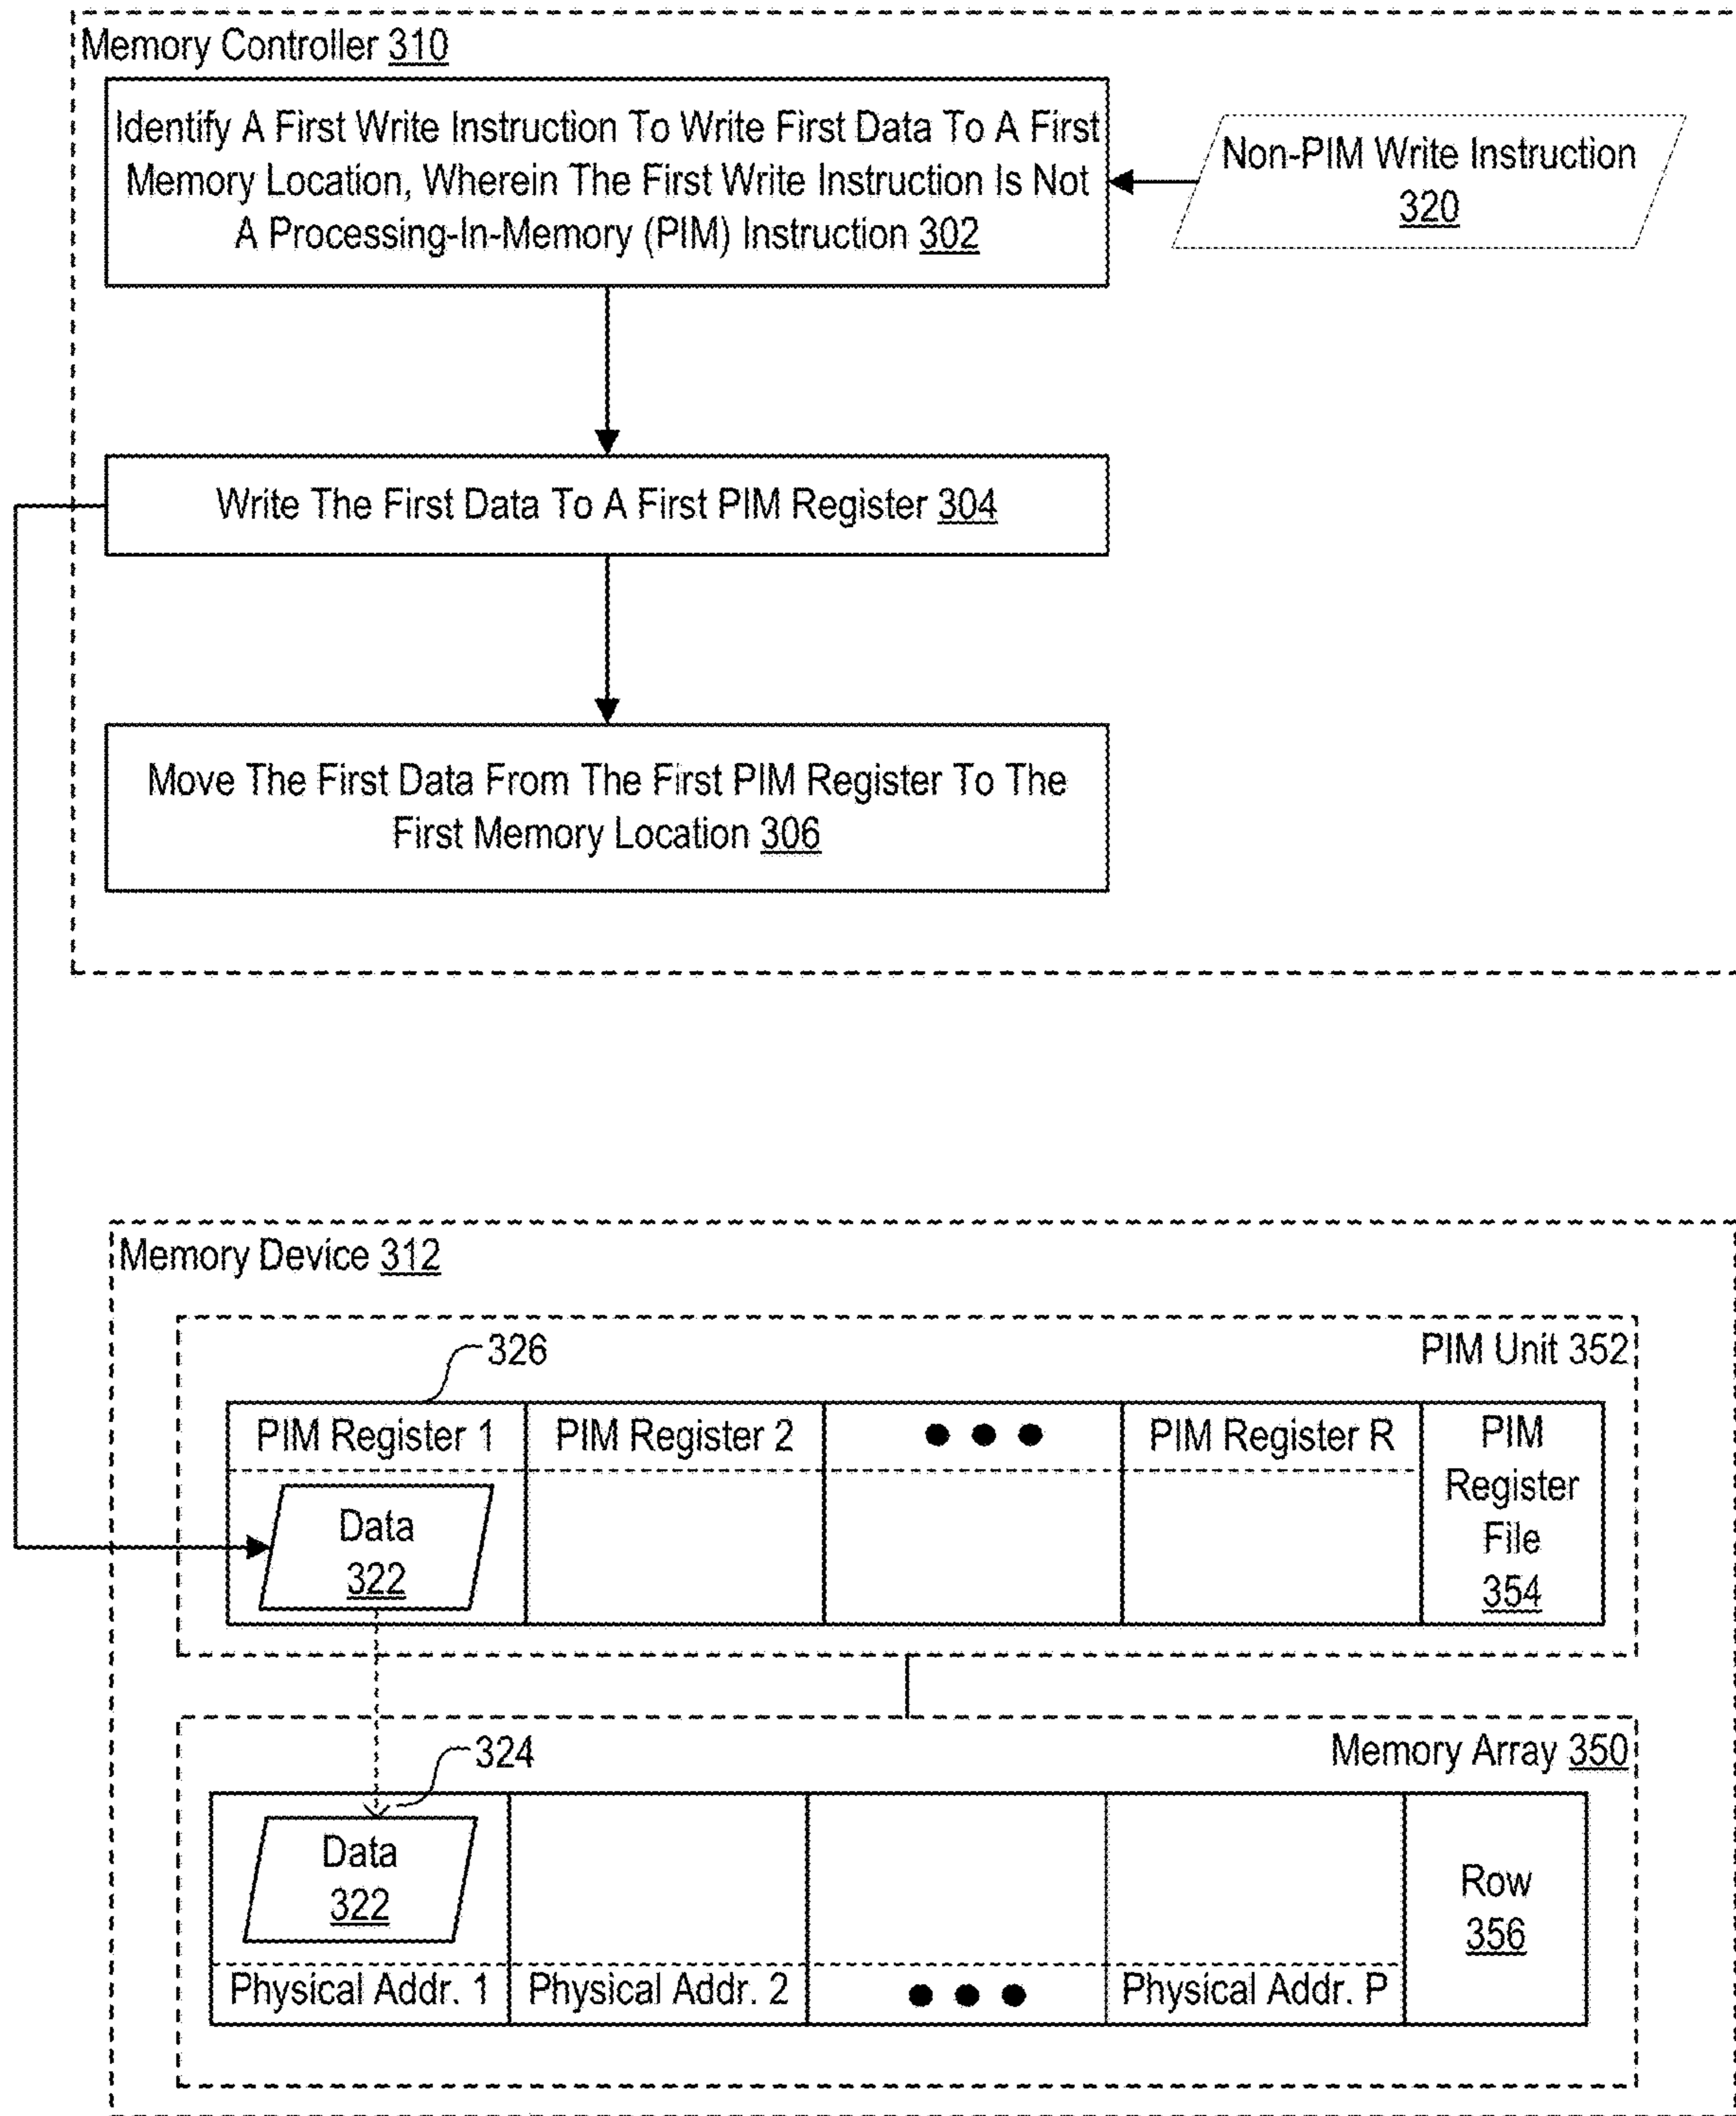 Memory Controller 310
Identify A First Write Instruction To Write First Data To A First
Memory Location, Wherein The First Write Instruction Is Not
A Processing-In-Memory (PIM) Instruction 302
Non-PIM Write Instruction
320
Write The First Data To A First PIM Register 304
Move The First Data From The First PIM Register To The
First Memory Location 306
Memory Device 312
326
PIM Unit 352
PIM Register 1
PIM Register 2
● ● ●
PIM Register R
PIM
Register
File
354
Data
322
324
Memory Array 350
Data
322
Row
356
Physical Addr. 1
Physical Addr. 2
● ● ●
Physical Addr. P